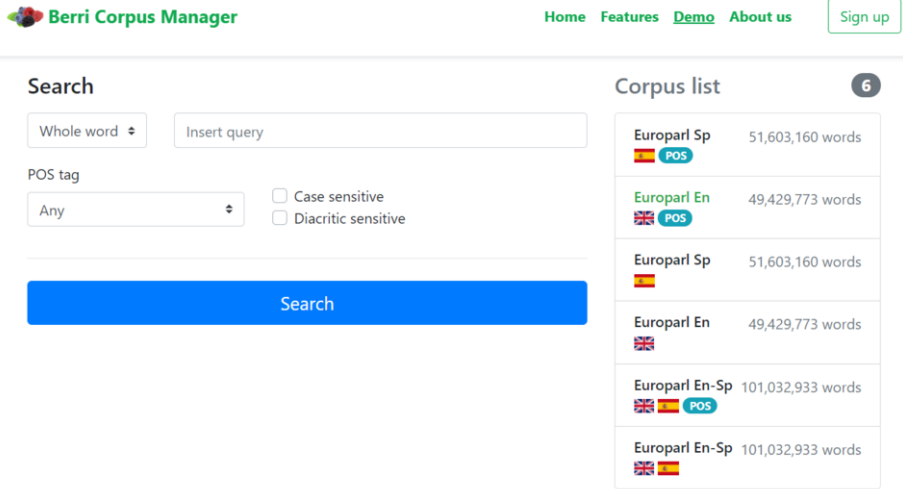 Berri Corpus Manager
Home Features Demo About us Sign up
Search
Whole word Insert query
POS tag
Any
Case sensitive
Diacritic sensitive
Search
Corpus list 6
Europarl Sp 51,603,160 words
POS
Europarl En 49,429,773 words
POS
Europarl Sp 51,603,160 words
Europarl En 49,429,773 words
Europarl En-Sp 101,032,933 words
POS
Europarl En-Sp 101,032,933 words